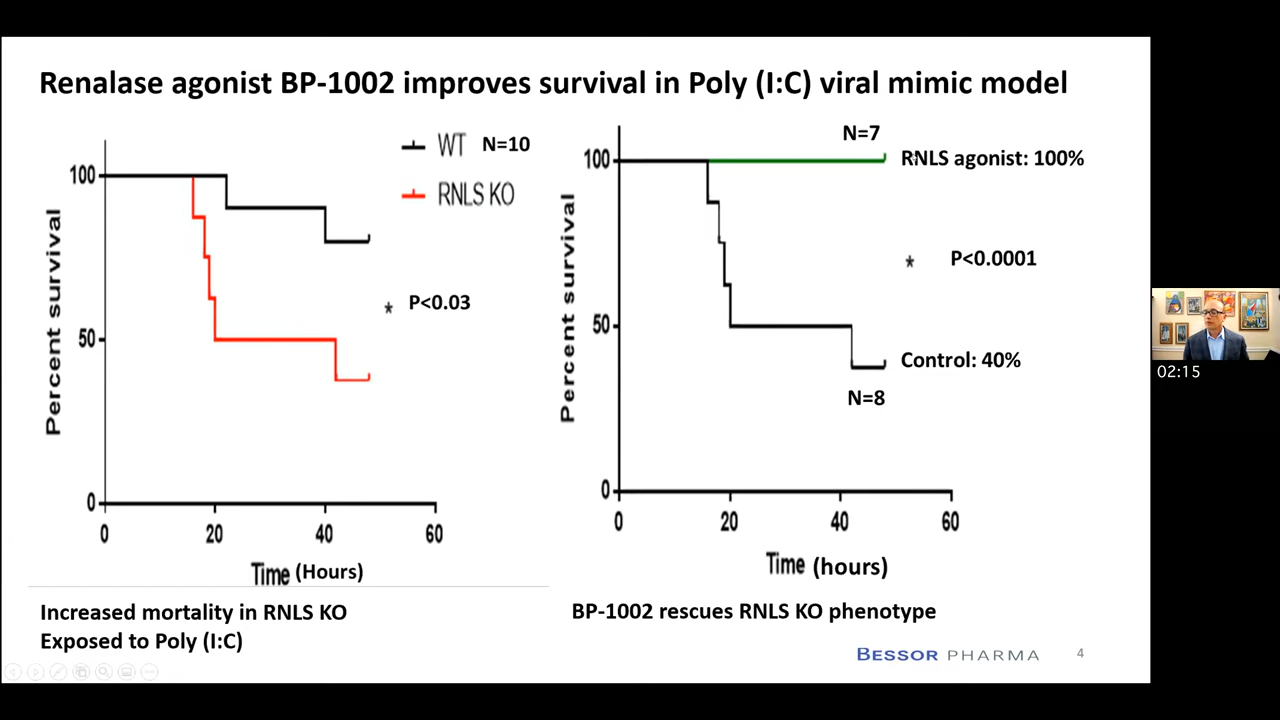 Renalase agonist BP-1002 improves survival in Poly (I:C) viral mimic model
WT N=10
RNLS KO
100
50
0
Percent survival
* P<0.03
0 20 40 60
Time (Hours)
Increased mortality in RNLS KO
Exposed to Poly (I:C)
N=7
RNLS agonist: 100%
100
50
0
Percent survival
* P<0.0001
Control: 40%
N=8
0 20 40 60
Time (hours)
BP-1002 rescues RNLS KO phenotype
BESSOR PHARMA
4
02:15